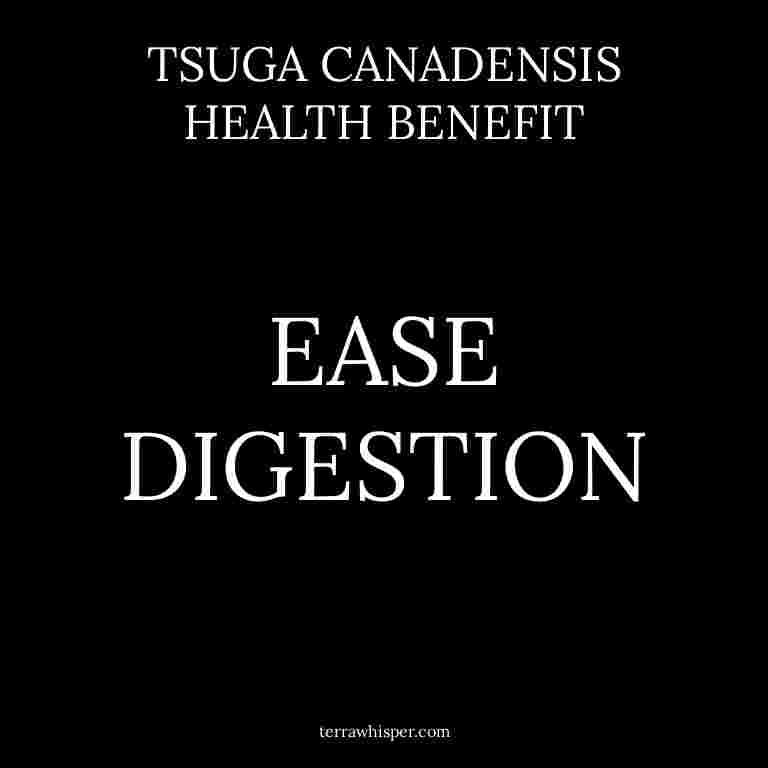 TSUGA CANADENSIS
HEALTH BENEFIT
EASE
DIGESTION
terrawhisper.com